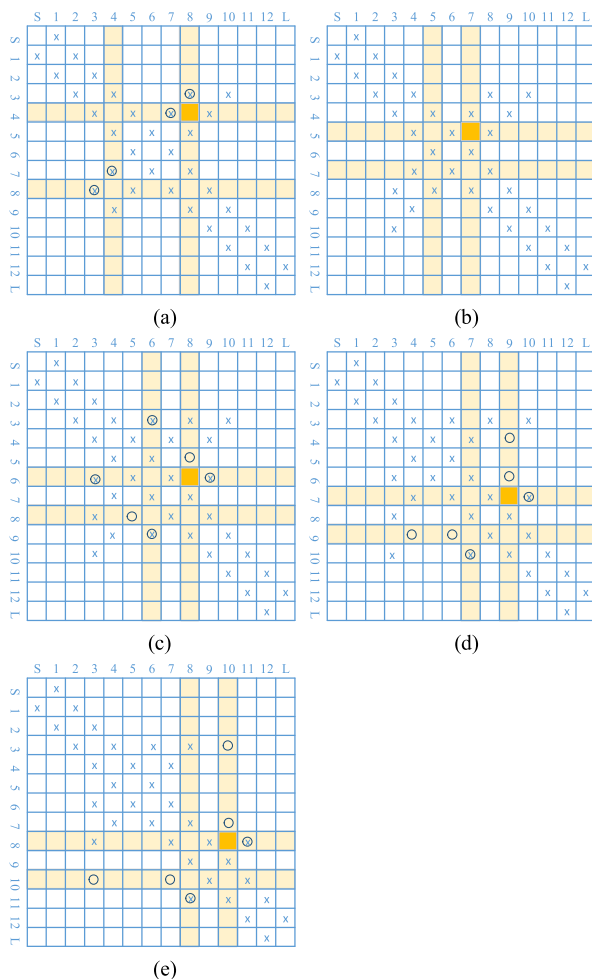 S 1 2 3 4 5 6 7 8 9 10 11 12 L
S x
1 x x
2 x x
3 x x x x
4 x x x x
5 x x x
6 x x
7 x x x
8 x x x x
9 x x x
10 x x
11 x x
12 x x
L x
(a)
S 1 2 3 4 5 6 7 8 9 10 11 12 L
S x
1 x x
2 x x
3 x x x x
4 x x x x
5 x x x
6 x x
7 x x x
8 x x x x
9 x x x
10 x x x
11 x x
12 x x
L x
(b)
S 1 2 3 4 5 6 7 8 9 10 11 12 L
S x
1 x x
2 x x
3 x x x x x
4 x x x x
5 x x
6 x x x x
7 x x x
8 x x x
9 x x x x
10 x x x
11 x x
12 x x
L x
(c)
S 1 2 3 4 5 6 7 8 9 10 11 12 L
S x
1 x x
2 x x
3 x x x x x
4 x x x
5 x x
6 x x x
7 x x x x
8 x x x
9 x x
10 x x x x
11 x x
12 x x
L x
(d)
S 1 2 3 4 5 6 7 8 9 10 11 12 L
S x
1 x x
2 x x
3 x x x x
4 x x x
5 x x
6 x x x
7 x x x
8 x x x x
9 x x
10 x x
11 x x x
12 x x
L x
(e)